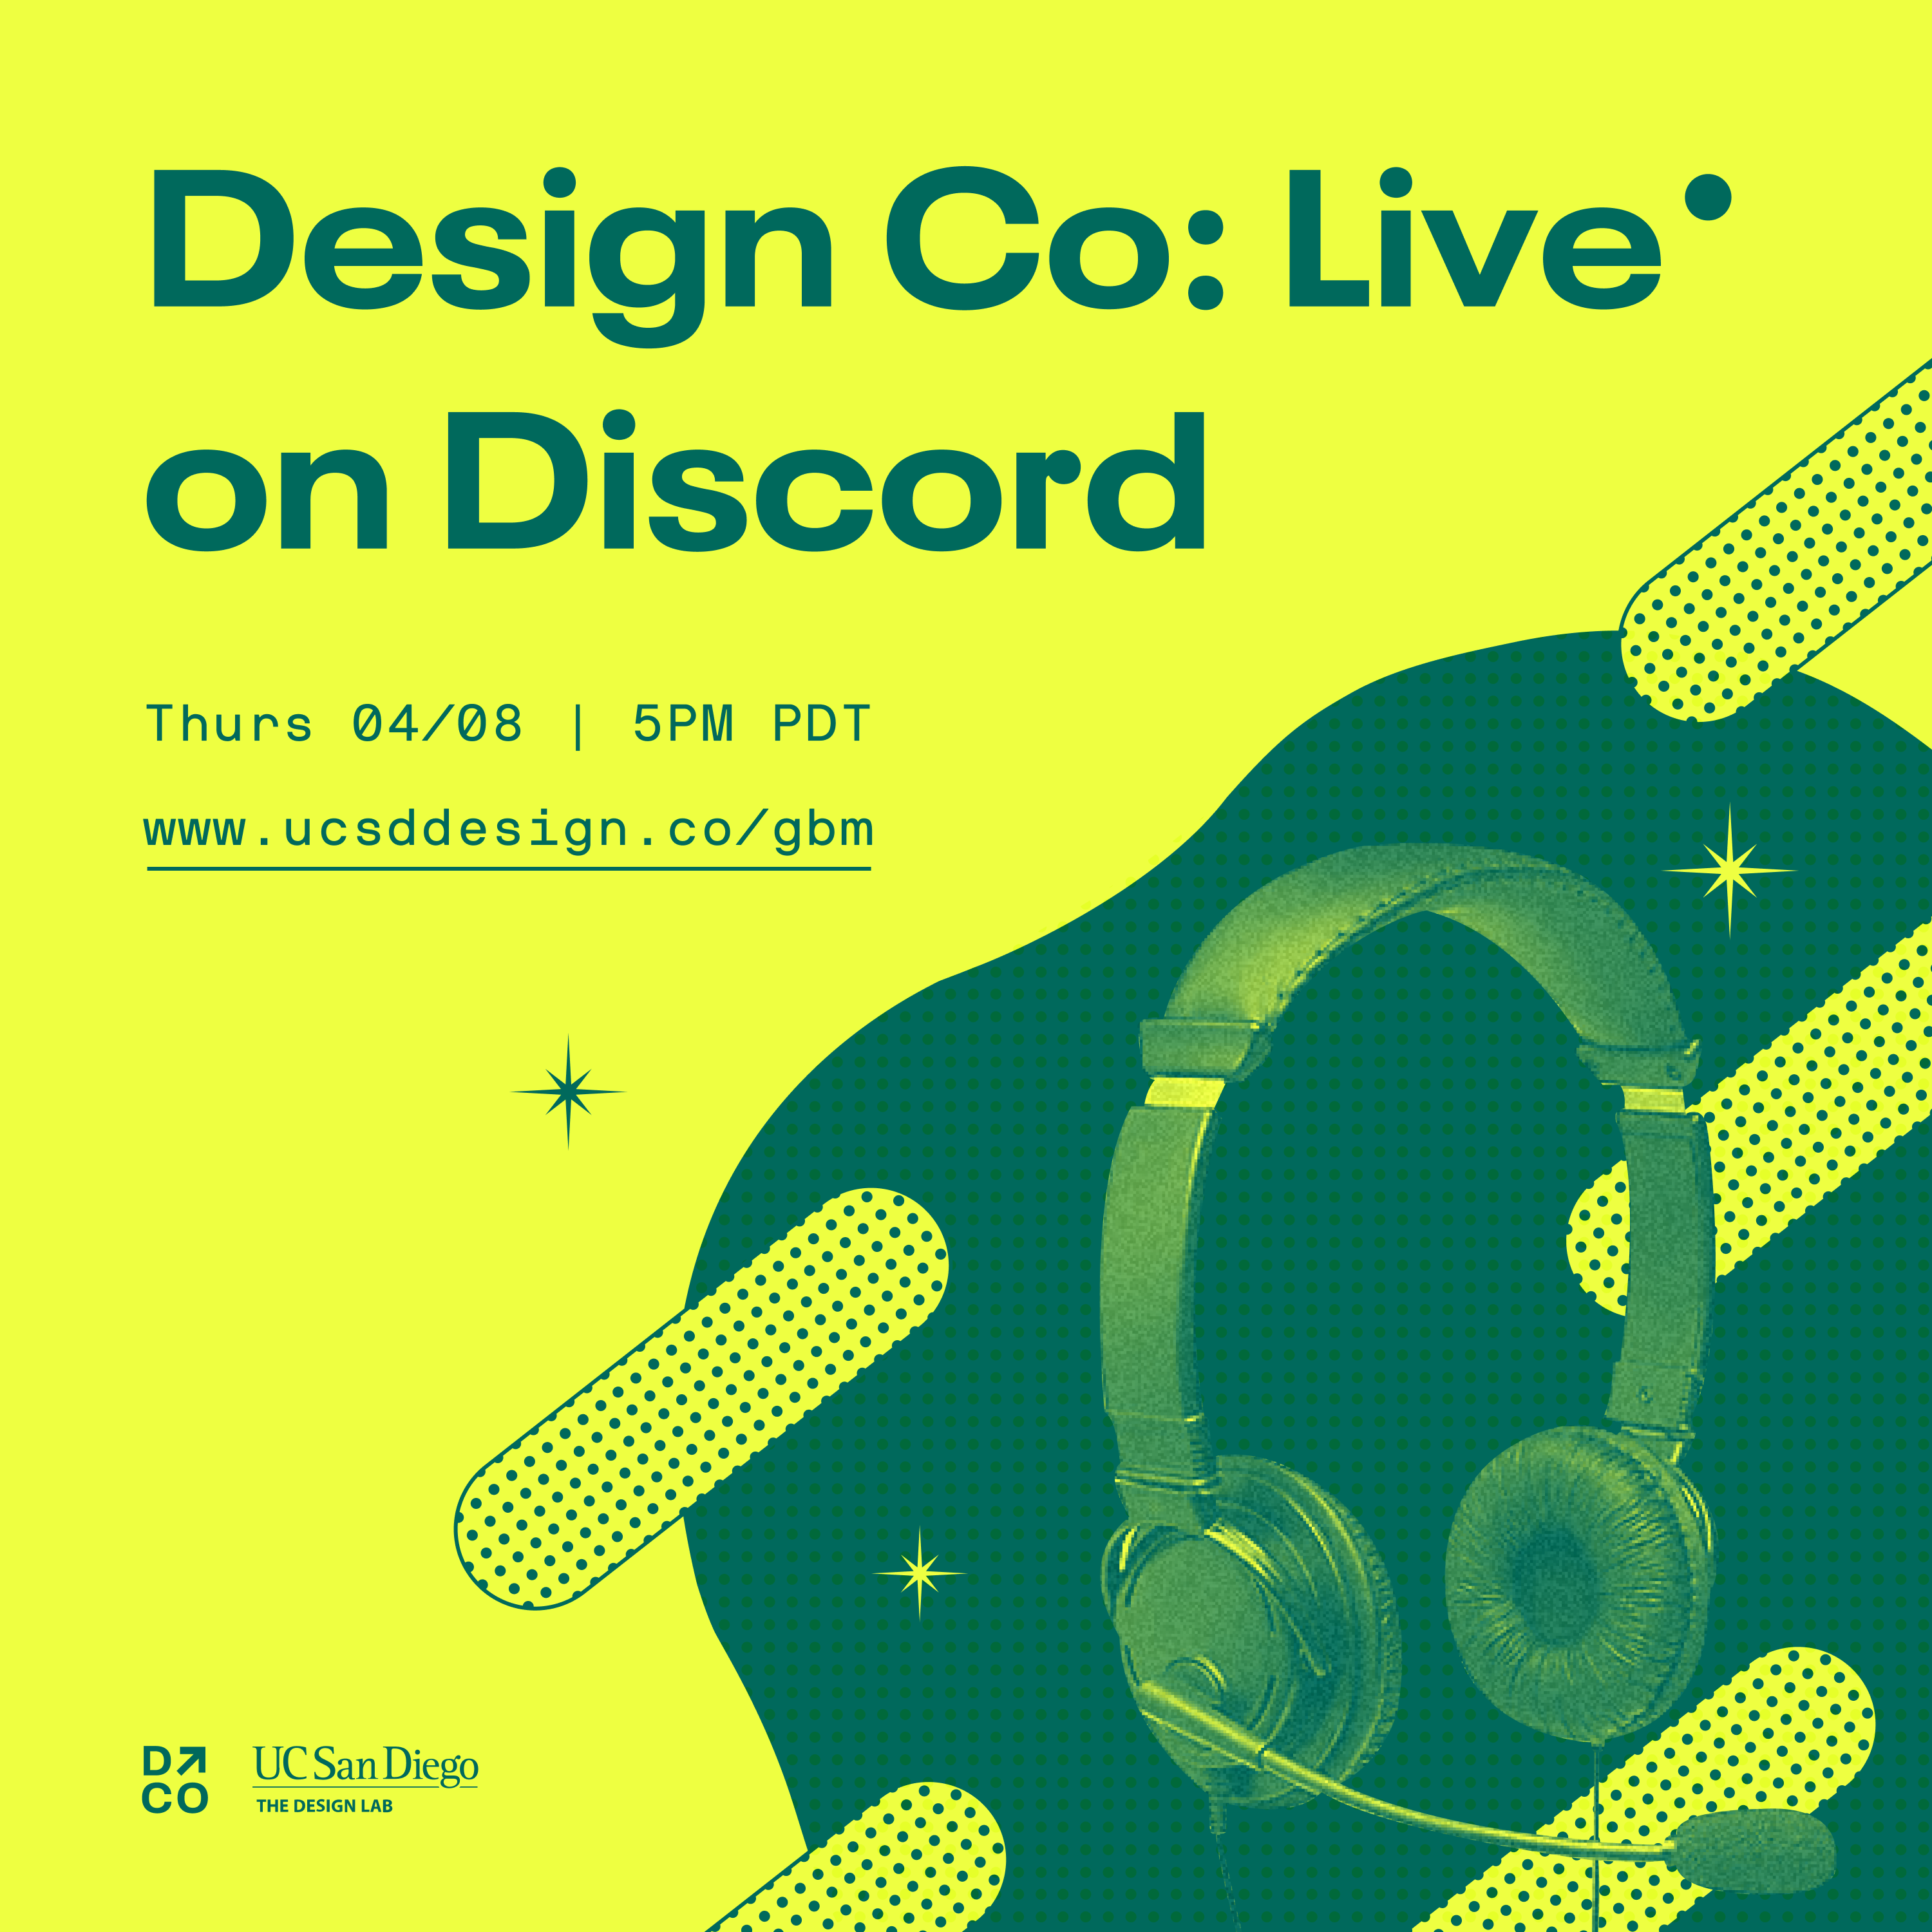 Design Co: Live
on Discord
Thurs 04/08 | 5PM PDT
www.ucsddesign.co/gbm
D↗
CO
UC San Diego
THE DESIGN LAB